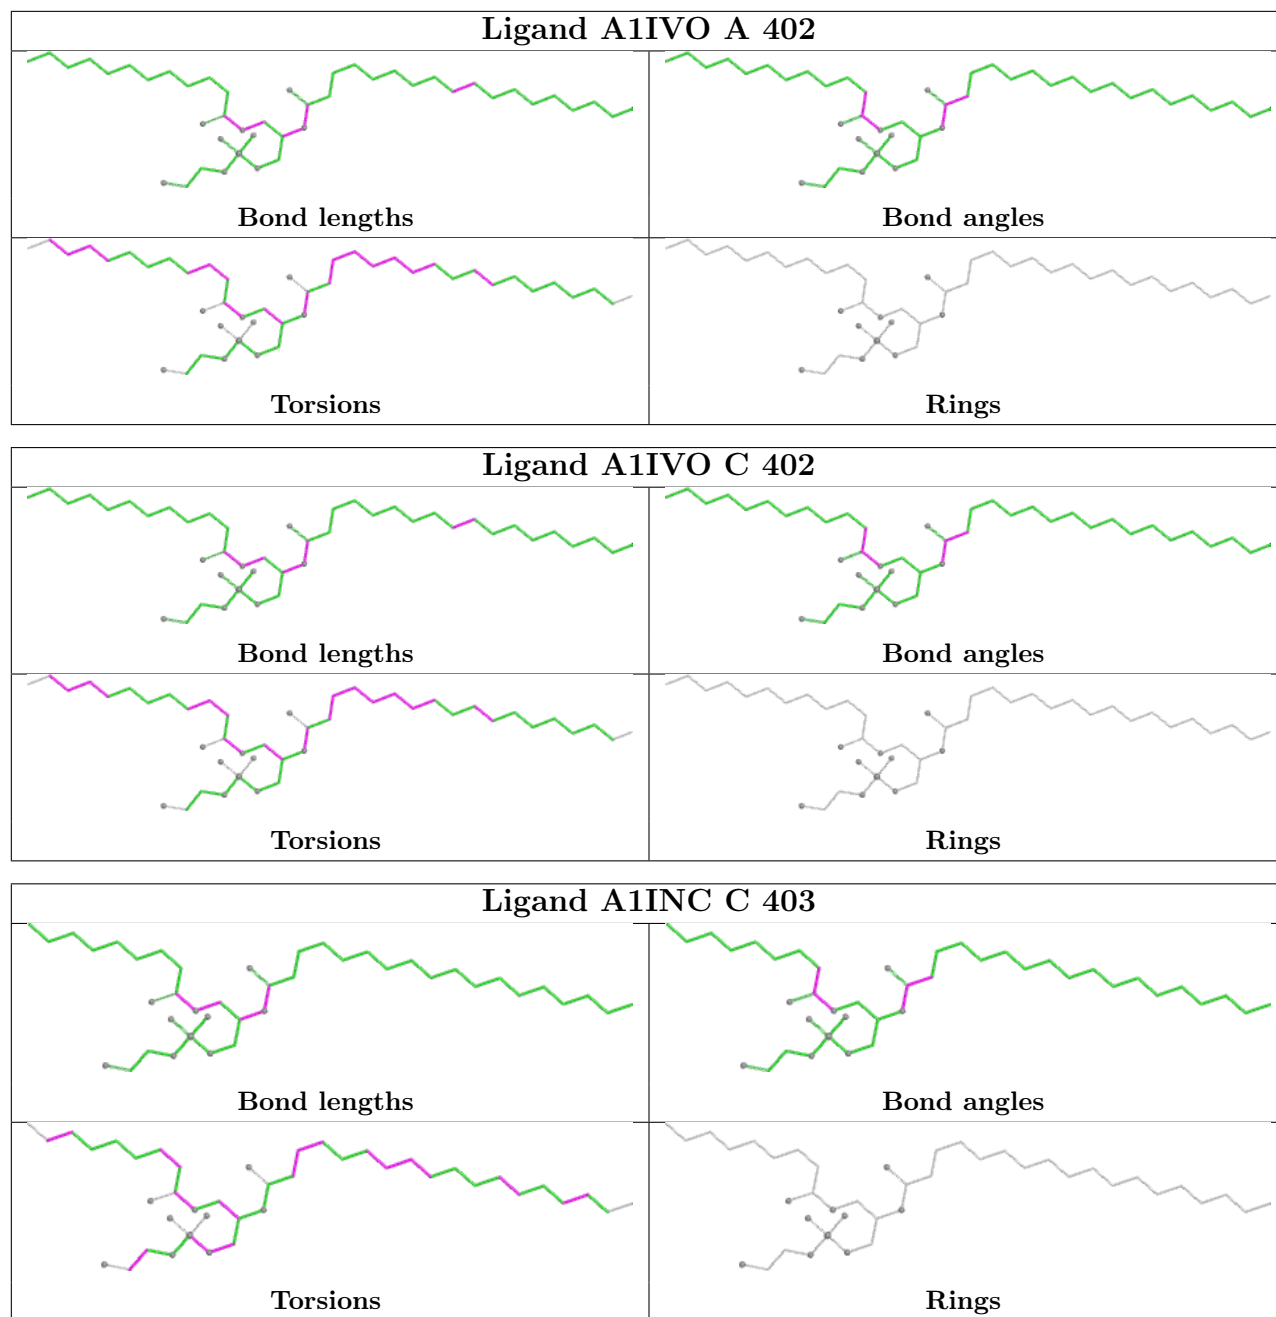 Ligand A1IVO A 402
Bond lengths
Bond angles
Torsions
Rings
Ligand A1IVO C 402
Bond lengths
Bond angles
Torsions
Rings
Ligand A1INC C 403
Bond lengths
Bond angles
Torsions
Rings